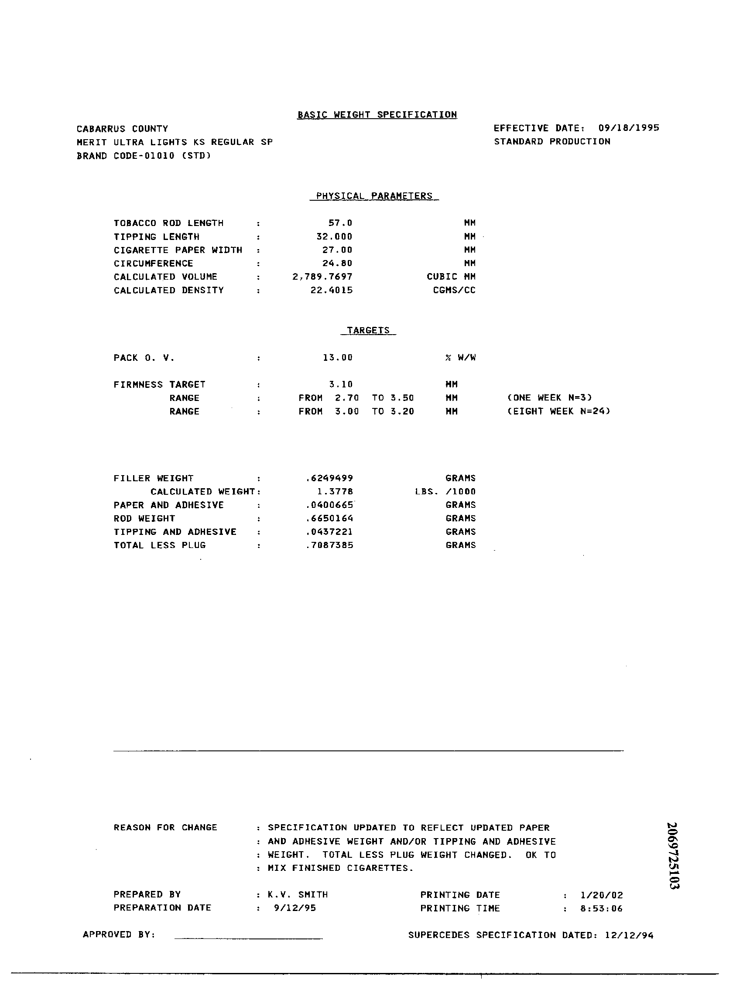 BASIC WEIGHT SPECIFICATION
CABARRUS COUNTY EFFECTIVE DATE: 09/18/1995
MERIT ULTRA LIGHTS KS REGULAR SP STANDARD PRODUCTION
BRAND CODE-01010 (STD)
PHYSICAL PARAMETERS
TOBACCO ROD LENGTH : 57.0 MM
TIPPING LENGTH : 32.000 MM
CIGARETTE PAPER WIDTH : 27.00 MM
CIRCUMFERENCE : 24.80 MM
CALCULATED VOLUME : 2,789.7697 CUBIC MM
CALCULATED DENSITY : 22.4015 CGMS/CC
TARGETS
PACK O. V. : 13.00 % W/W
FIRMNESS TARGET : 3.10 MM
RANGE : FROM 2.70 TO 3.50 MM (ONE WEEK N=3)
RANGE : FROM 3.00 TO 3.20 MM (EIGHT WEEK N=24)
FILLER WEIGHT : .6249499 GRAMS
CALCULATED WEIGHT: 1.3778 LBS. /1000
PAPER AND ADHESIVE : .0400665 GRAMS
ROD WEIGHT : .6650164 GRAMS
TIPPING AND ADHESIVE : .0437221 GRAMS
TOTAL LESS PLUG : .7087385 GRAMS
REASON FOR CHANGE : SPECIFICATION UPDATED TO REFLECT UPDATED PAPER
: AND ADHESIVE WEIGHT AND/OR TIPPING AND ADHESIVE
: WEIGHT. TOTAL LESS PLUG WEIGHT CHANGED. OK TO
: MIX FINISHED CIGARETTES.
PREPARED BY : K.V. SMITH PRINTING DATE : 1/20/02
PREPARATION DATE : 9/12/95 PRINTING TIME : 8:53:06
APPROVED BY: SUPERCEDES SPECIFICATION DATED: 12/12/94
2069725103